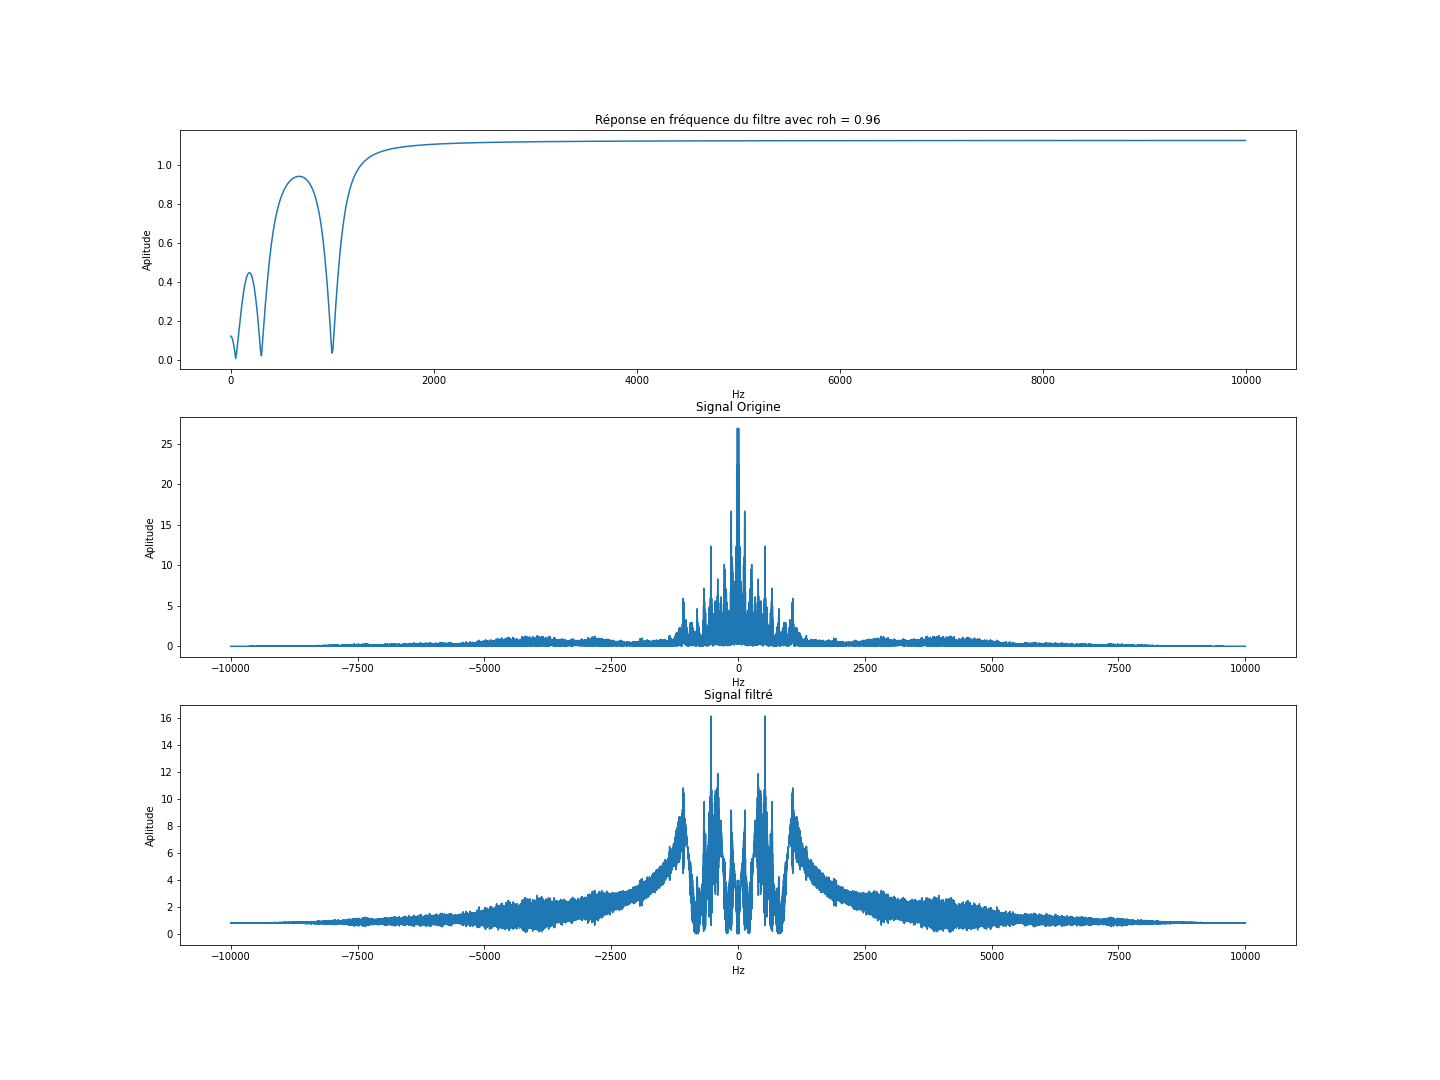 Réponse en fréquence du filtre avec roh = 0.96
Aplitude
1.0
0.8
0.6
0.4
0.2
0.0
0 2000 4000 6000 8000 10000
Hz
Signal Origine
Aplitude
25
20
15
10
5
0
−10000 −7500 −5000 −2500 0 2500 5000 7500 10000
Hz
Signal filtré
Aplitude
16
14
12
10
8
6
4
2
0
−10000 −7500 −5000 −2500 0 2500 5000 7500 10000
Hz